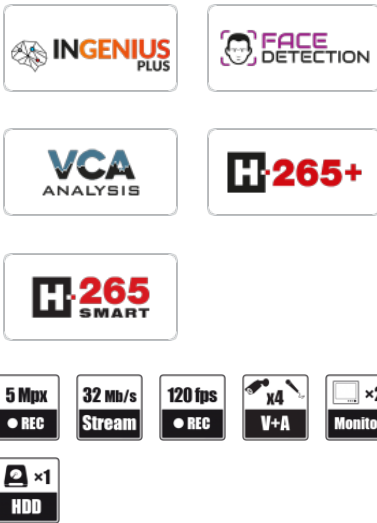 INGENIUS
PLUS
FACE
DETECTION
VCA
ANALYSIS
H·265+
H·265
SMART
5 Mpx
REC
32 Mb/s
Stream
120 fps
REC
x4
V+A
×2
Monito
×1
HDD